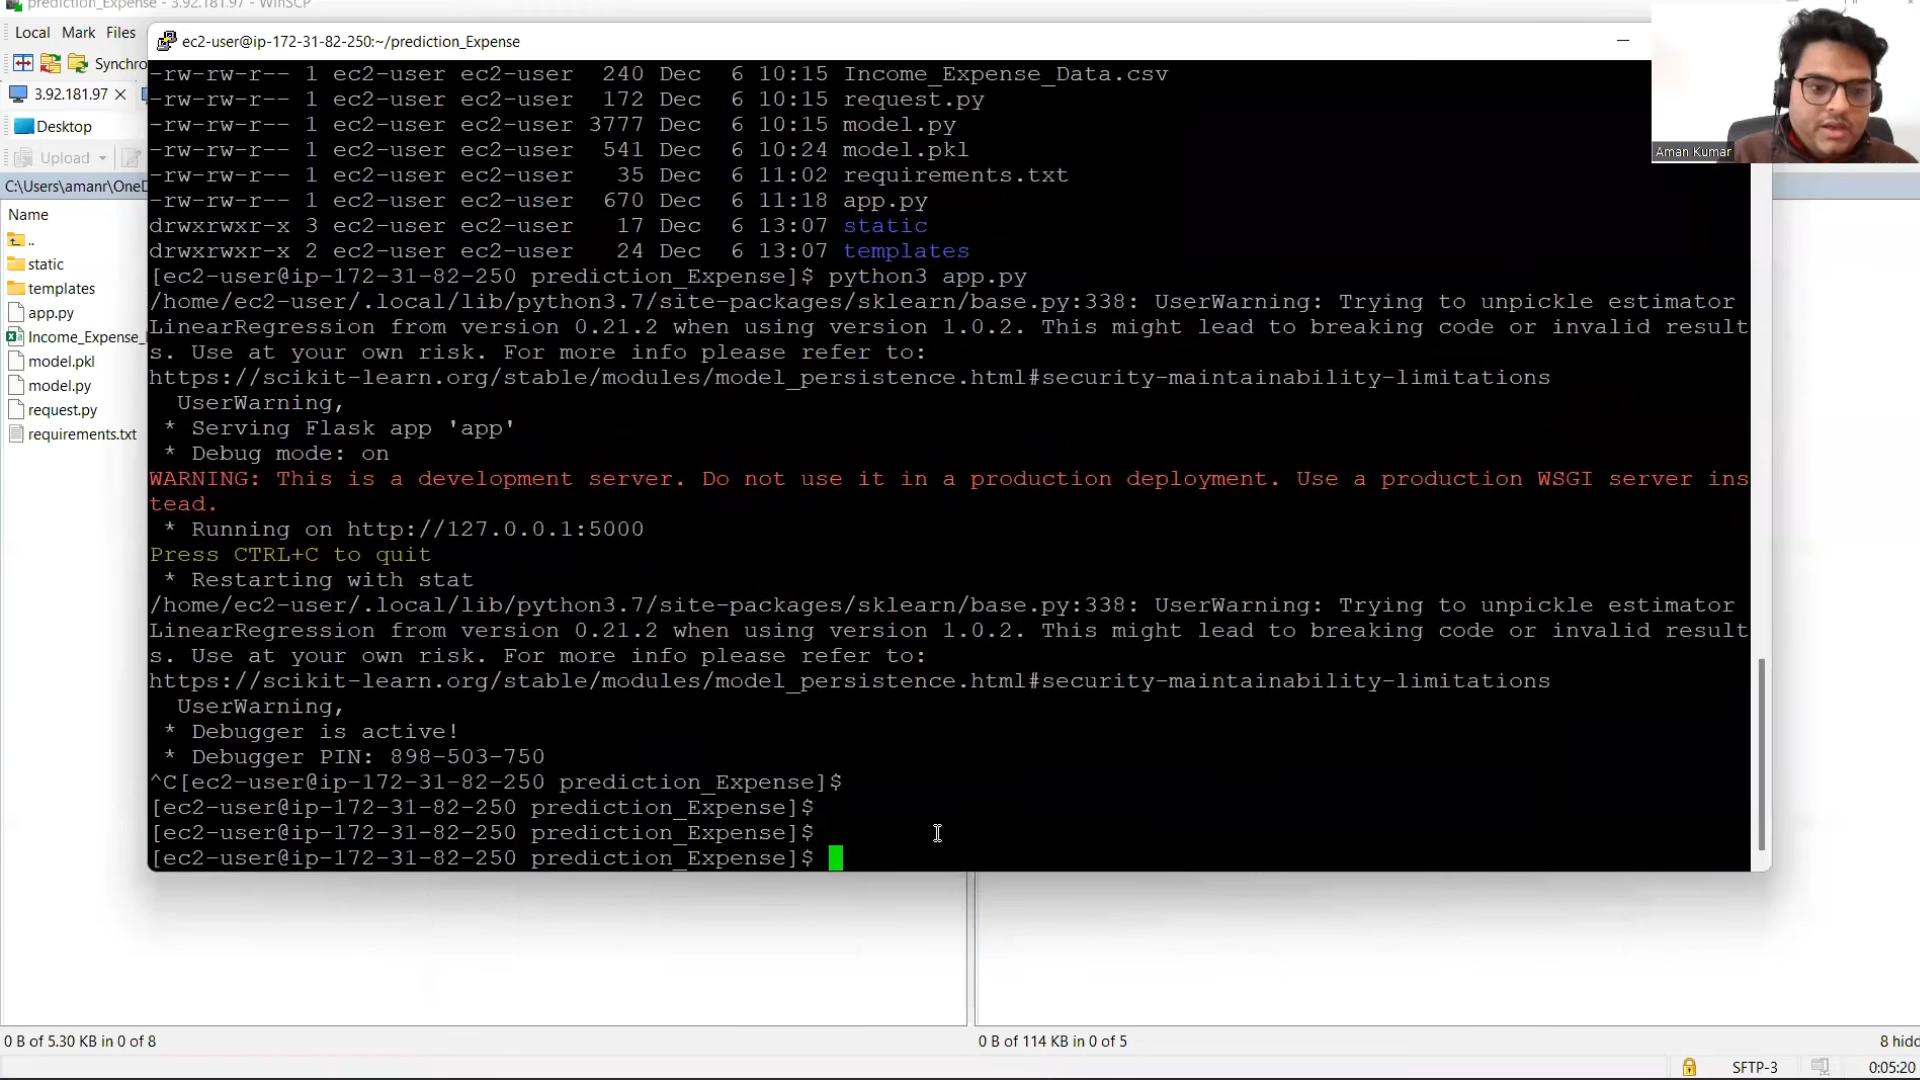 prediction_Expense - 3.92.181.97 - WinSCP
Local Mark Files
Synchro
3.92.181.97
Desktop
Upload
C:\Users\amanr\OneD
Name
..
static
templates
app.py
Income_Expense_
model.pkl
model.py
request.py
requirements.txt
ec2-user@ip-172-31-82-250:~/prediction_Expense
-rw-rw-r-- 1 ec2-user ec2-user 240 Dec 6 10:15 Income_Expense_Data.csv
-rw-rw-r-- 1 ec2-user ec2-user 172 Dec 6 10:15 request.py
-rw-rw-r-- 1 ec2-user ec2-user 3777 Dec 6 10:15 model.py
-rw-rw-r-- 1 ec2-user ec2-user 541 Dec 6 10:24 model.pkl
-rw-rw-r-- 1 ec2-user ec2-user 35 Dec 6 11:02 requirements.txt
-rw-rw-r-- 1 ec2-user ec2-user 670 Dec 6 11:18 app.py
drwxrwxr-x 3 ec2-user ec2-user 17 Dec 6 13:07 static
drwxrwxr-x 2 ec2-user ec2-user 24 Dec 6 13:07 templates
[ec2-user@ip-172-31-82-250 prediction_Expense]$ python3 app.py
/home/ec2-user/.local/lib/python3.7/site-packages/sklearn/base.py:338: UserWarning: Trying to unpickle estimator
LinearRegression from version 0.21.2 when using version 1.0.2. This might lead to breaking code or invalid result
s. Use at your own risk. For more info please refer to:
https://scikit-learn.org/stable/modules/model_persistence.html#security-maintainability-limitations
UserWarning,
* Serving Flask app 'app'
* Debug mode: on
WARNING: This is a development server. Do not use it in a production deployment. Use a production WSGI server ins
tead.
* Running on http://127.0.0.1:5000
Press CTRL+C to quit
* Restarting with stat
/home/ec2-user/.local/lib/python3.7/site-packages/sklearn/base.py:338: UserWarning: Trying to unpickle estimator
LinearRegression from version 0.21.2 when using version 1.0.2. This might lead to breaking code or invalid result
s. Use at your own risk. For more info please refer to:
https://scikit-learn.org/stable/modules/model_persistence.html#security-maintainability-limitations
UserWarning,
* Debugger is active!
* Debugger PIN: 898-503-750
^C[ec2-user@ip-172-31-82-250 prediction_Expense]$
[ec2-user@ip-172-31-82-250 prediction_Expense]$
[ec2-user@ip-172-31-82-250 prediction_Expense]$
[ec2-user@ip-172-31-82-250 prediction_Expense]$
Aman Kumar
0 B of 5.30 KB in 0 of 8
0 B of 114 KB in 0 of 5
8 hidd
SFTP-3
0:05:20